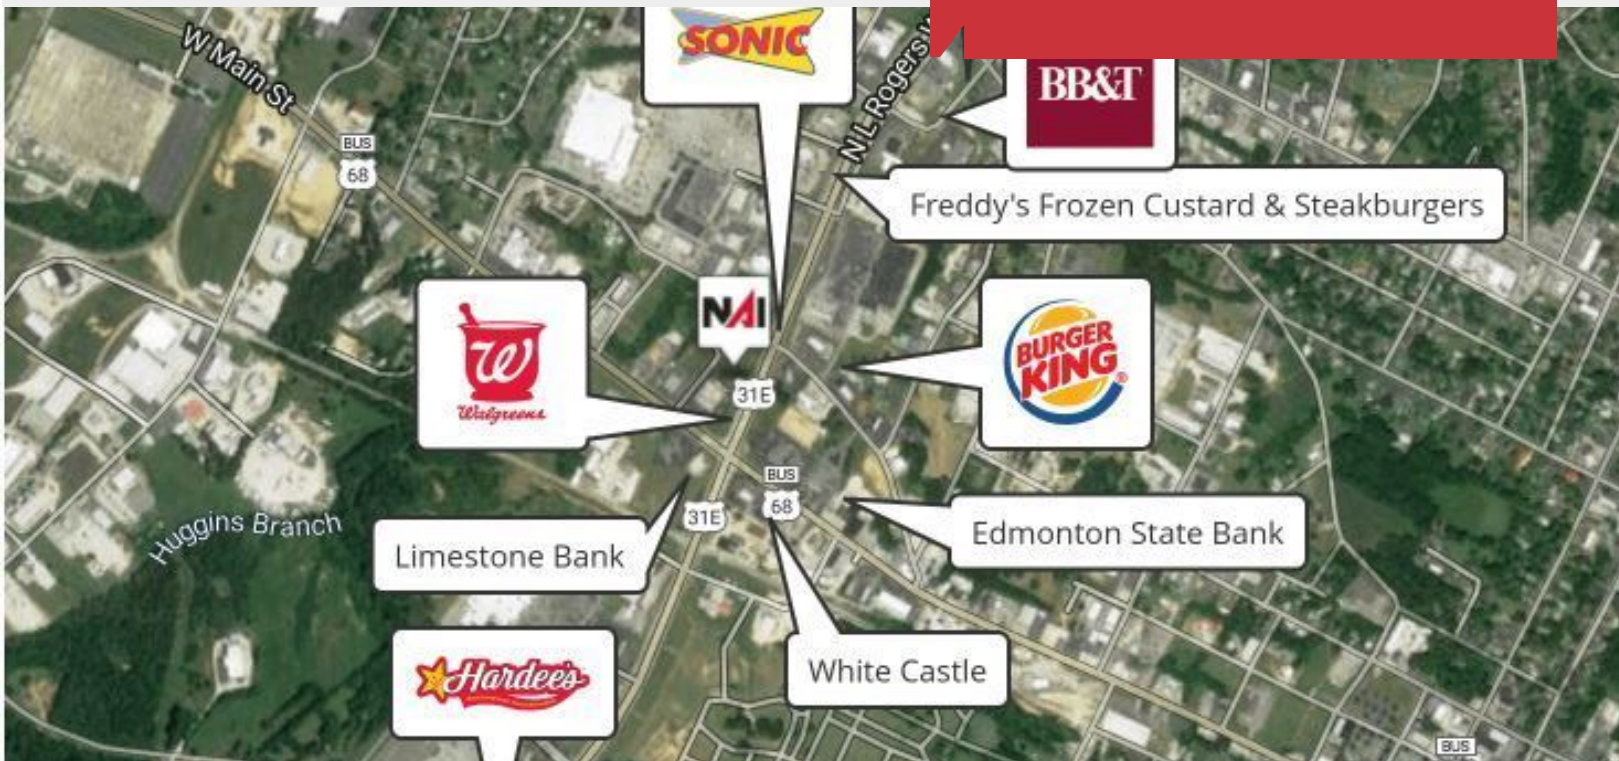 SONIC
W Main St
N L Rogers W
BB&T
BUS
68
Freddy's Frozen Custard & Steakburgers
NAI
W
Walgreens
BURGER
KING®
31E
BUS
68
31E
Edmonton State Bank
Huggins Branch
Limestone Bank
White Castle
Hardee's
BUS